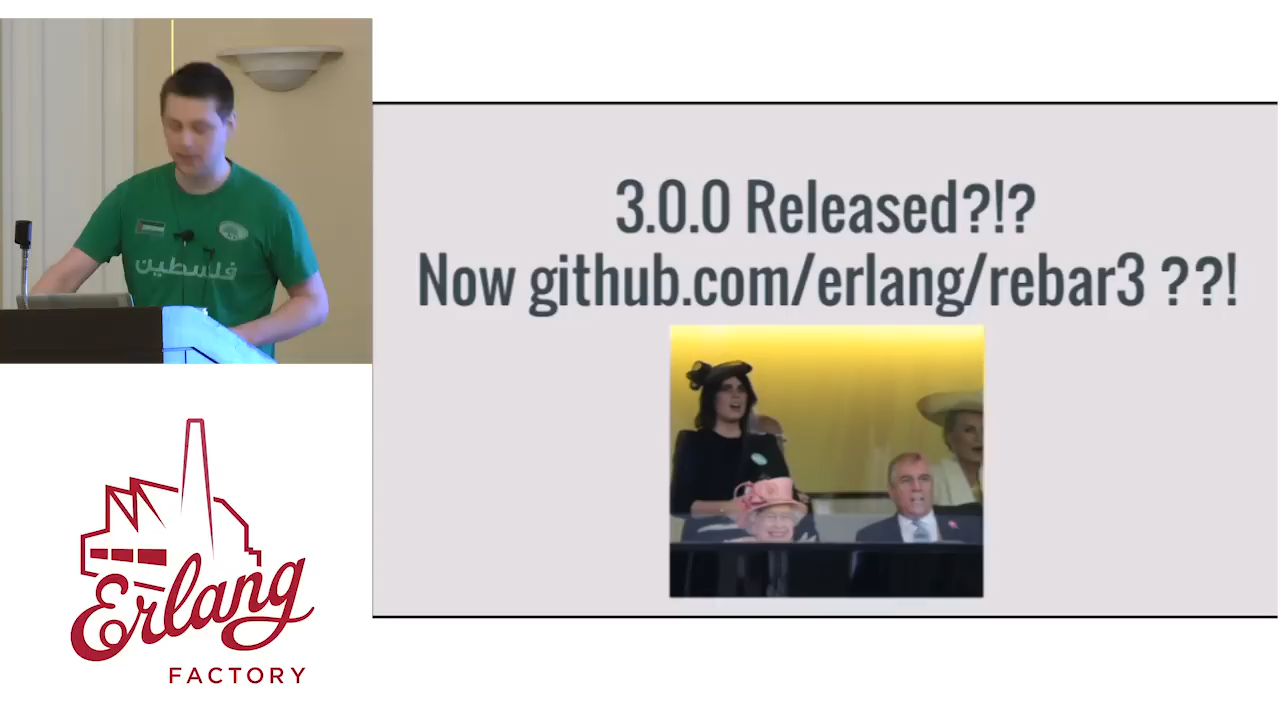 3.0.0 Released?!?
Now github.com/erlang/rebar3 ??!
فلسطين
Erlang
FACTORY